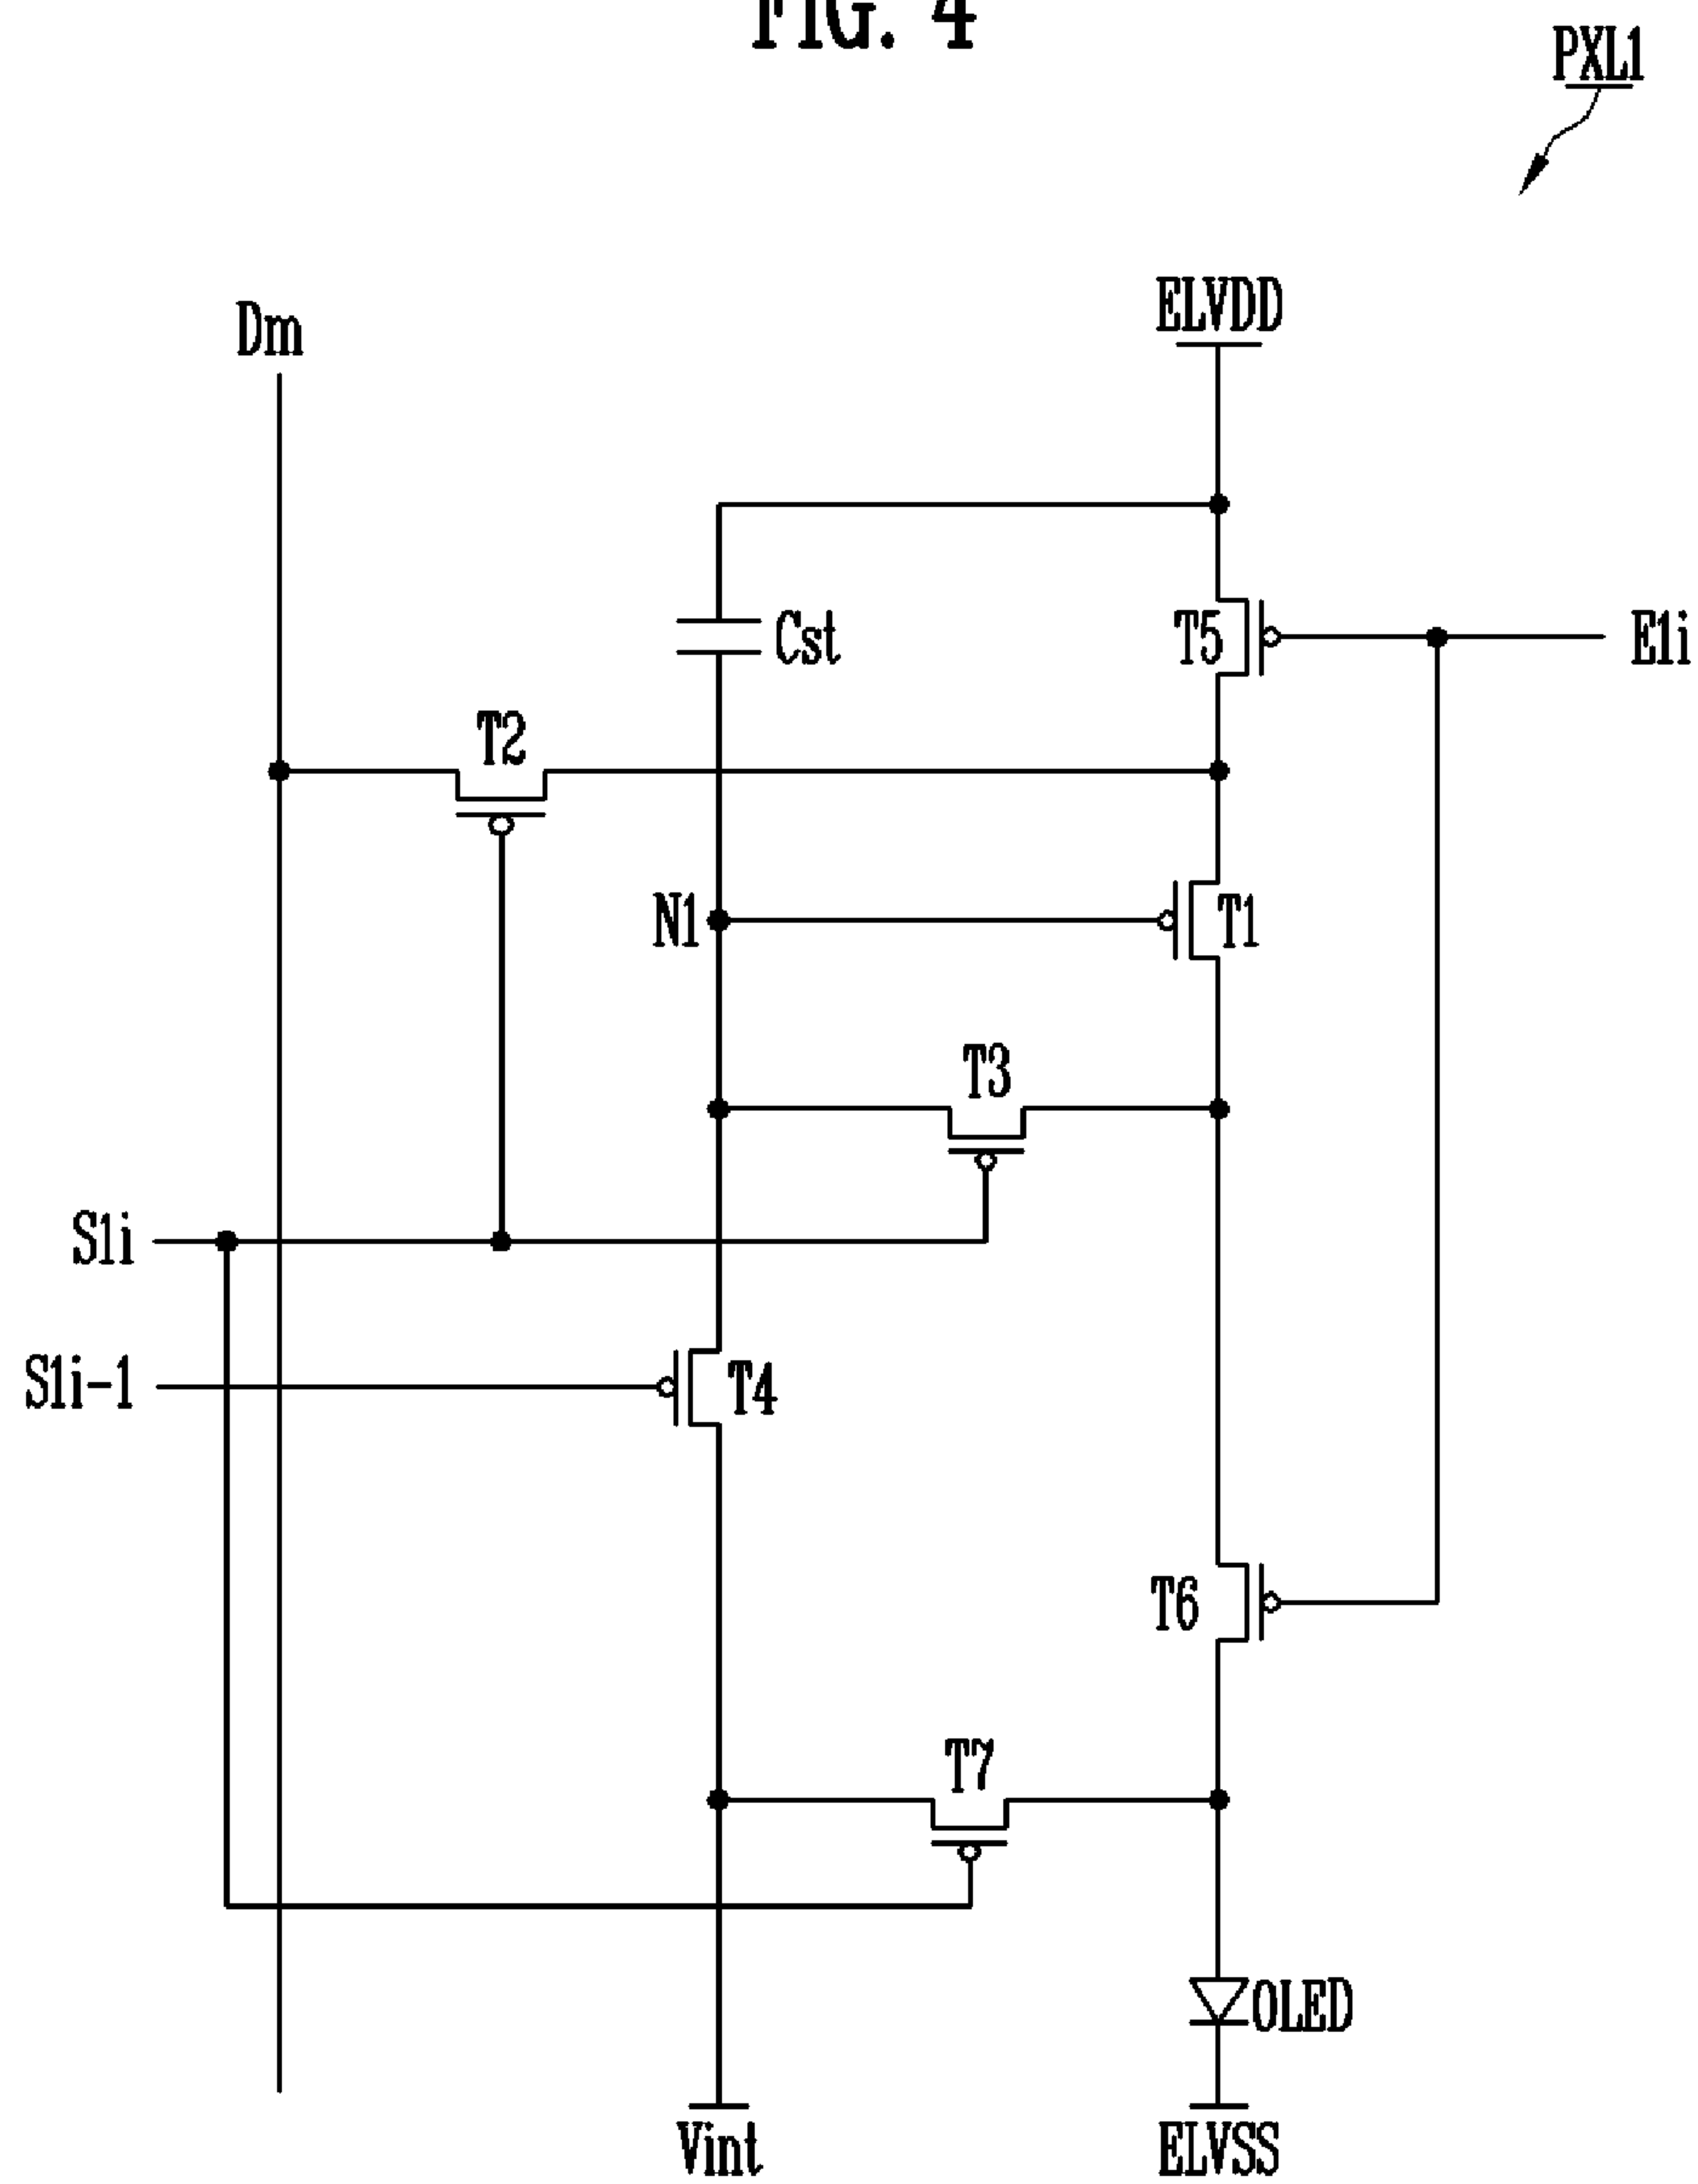 FIG. 4
PXL1
ELVDD
Dm
Cst
T5
E1i
T2
N1
T1
T3
S1i
S1i-1
T4
T6
T7
OLED
Vint
ELVSS